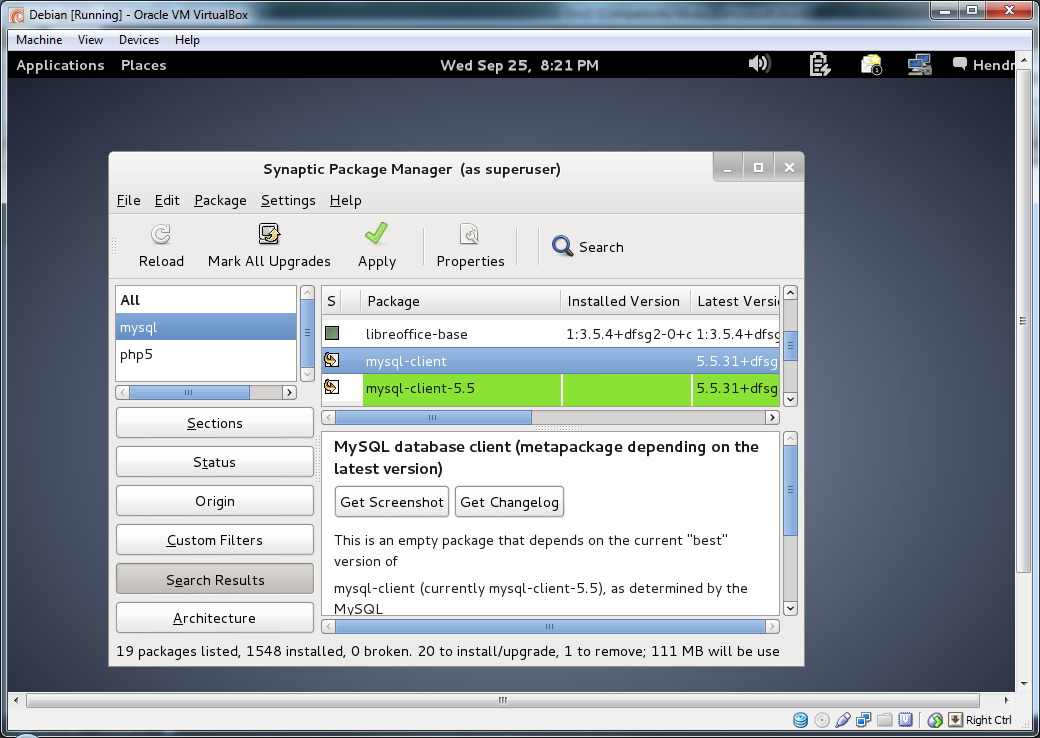 Debian [Running] - Oracle VM VirtualBox
Machine View Devices Help
Applications Places Wed Sep 25, 8:21 PM Hendr
Synaptic Package Manager (as superuser)
File Edit Package Settings Help
Reload Mark All Upgrades Apply Properties Search
All
mysql
php5
S Package Installed Version Latest Versi
libreoffice-base 1:3.5.4+dfsg2-0+c 1:3.5.4+dfsg
mysql-client 5.5.31+dfsg
mysql-client-5.5 5.5.31+dfsg
Sections
Status
Origin
Custom Filters
Search Results
Architecture
MySQL database client (metapackage depending on the
latest version)
Get Screenshot Get Changelog
This is an empty package that depends on the current "best"
version of
mysql-client (currently mysql-client-5.5), as determined by the
MySQL
19 packages listed, 1548 installed, 0 broken. 20 to install/upgrade, 1 to remove; 111 MB will be use
Right Ctrl